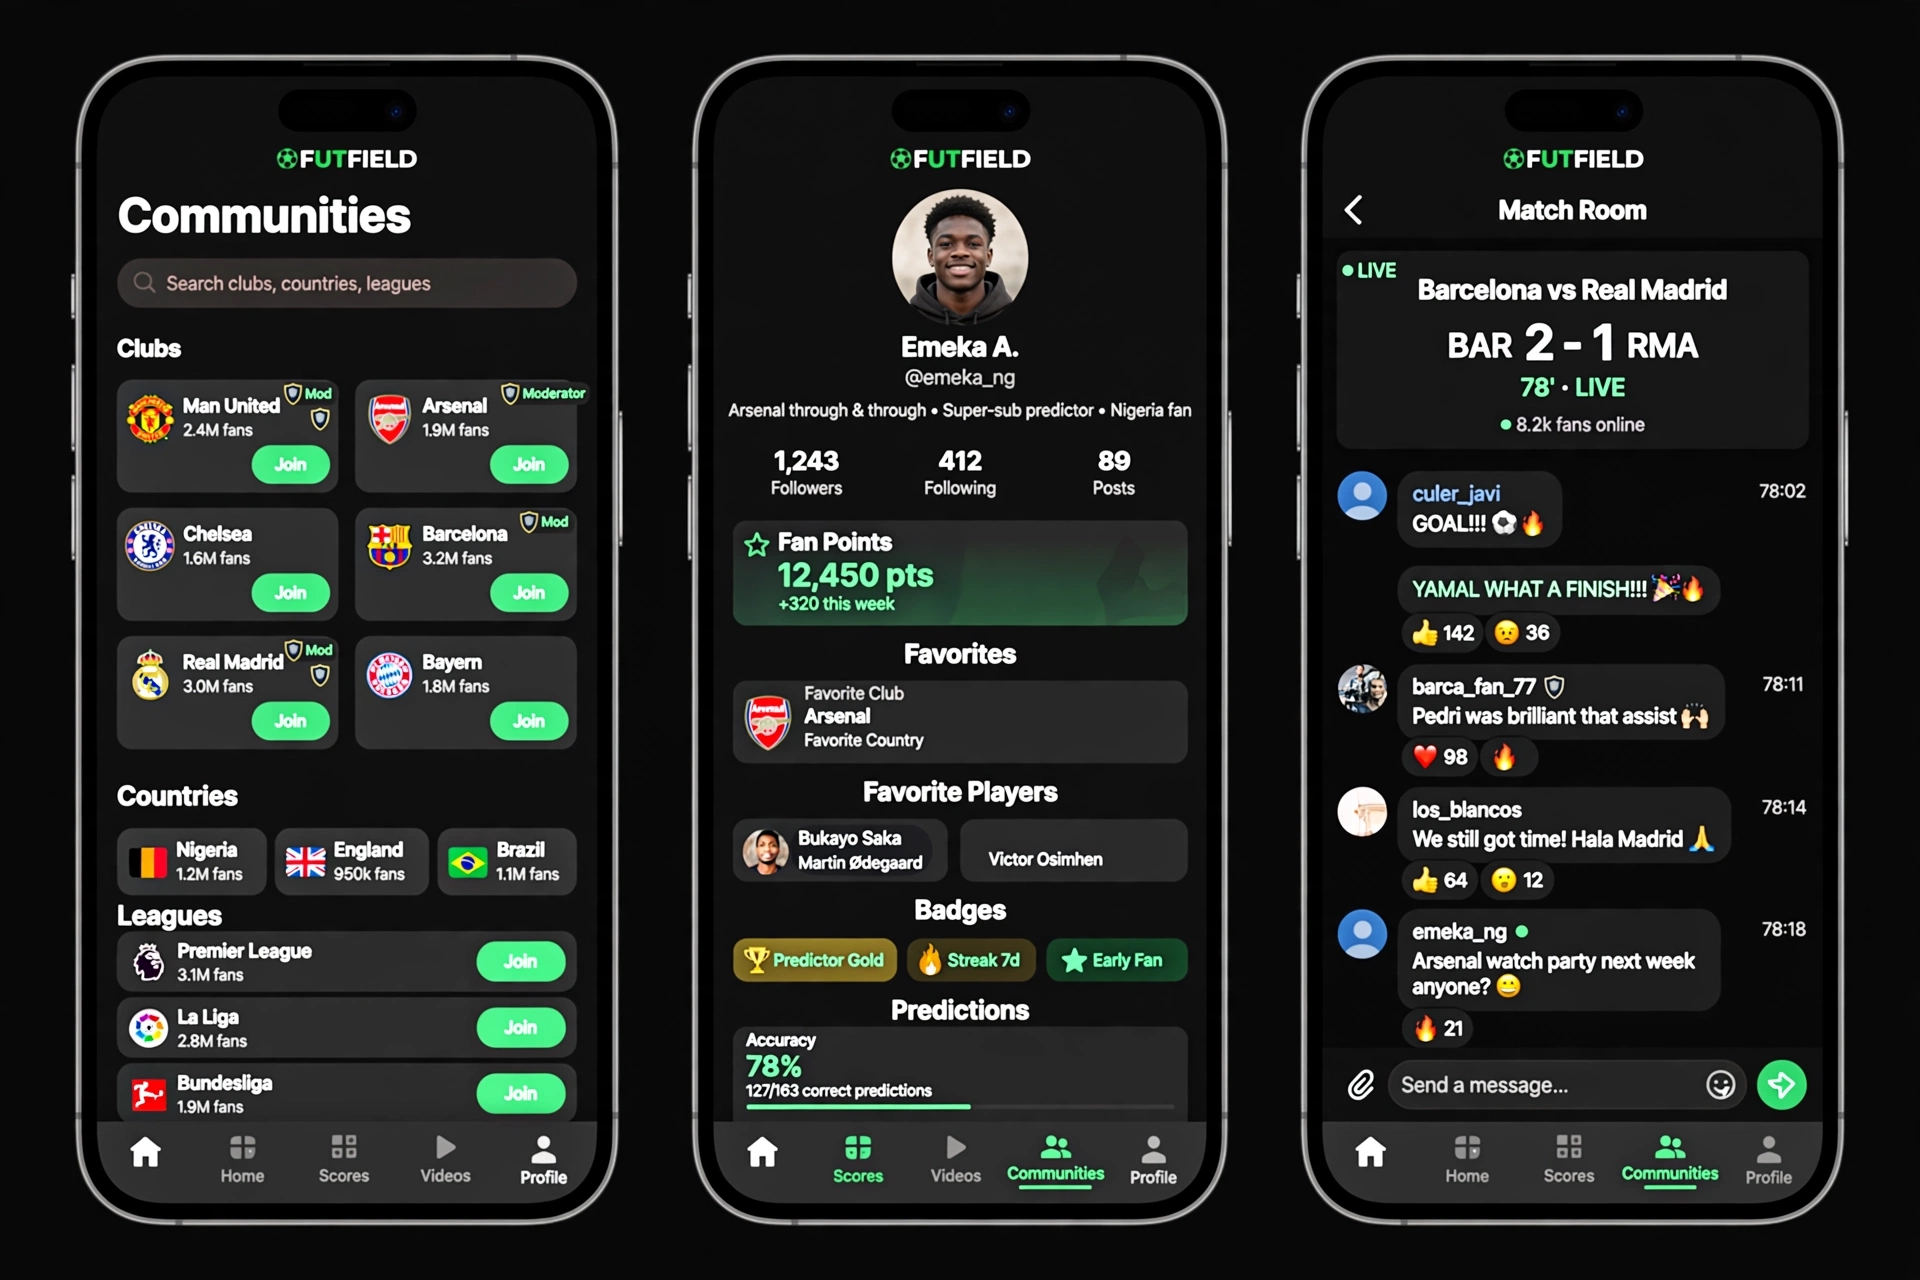 FUTFIELD
Communities
Search clubs, countries, leagues
Clubs
Man United
Mod
2.4M fans
Join
Arsenal
Moderator
1.9M fans
Join
Chelsea
1.6M fans
Join
Barcelona
Mod
3.2M fans
Join
Real Madrid
Mod
3.0M fans
Join
Bayern
1.8M fans
Join
Countries
Nigeria
1.2M fans
England
950k fans
Brazil
1.1M fans
Leagues
Premier League
3.1M fans
Join
La Liga
2.8M fans
Join
Bundesliga
1.9M fans
Join
Home
Scores
Videos
Profile
FUTFIELD
Emeka A.
@emeka_ng
Arsenal through & through • Super-sub predictor • Nigeria fan
1,243
Followers
412
Following
89
Posts
Fan Points
12,450 pts
+320 this week
Favorites
Favorite Club
Arsenal
Favorite Country
Favorite Players
Bukayo Saka
Martin Ødegaard
Victor Osimhen
Badges
Predictor Gold
Streak 7d
Early Fan
Predictions
Accuracy
78%
127/163 correct predictions
Scores
Videos
Communities
Profile
FUTFIELD
Match Room
LIVE
Barcelona vs Real Madrid
BAR 2 - 1 RMA
78' • LIVE
8.2k fans online
culer_javi
78:02
GOAL!!! ⚽🔥
YAMAL WHAT A FINISH!!! 🎉🔥
👍 142 😟 36
barca_fan_77
78:11
Pedri was brilliant that assist 🙌🏻
❤️ 98 🔥
los_blancos
78:14
We still got time! Hala Madrid 🙏
👍 64 😮 12
emeka_ng
78:18
Arsenal watch party next week
anyone? 😀
🔥 21
Send a message...
Home
Scores
Communities
Profile